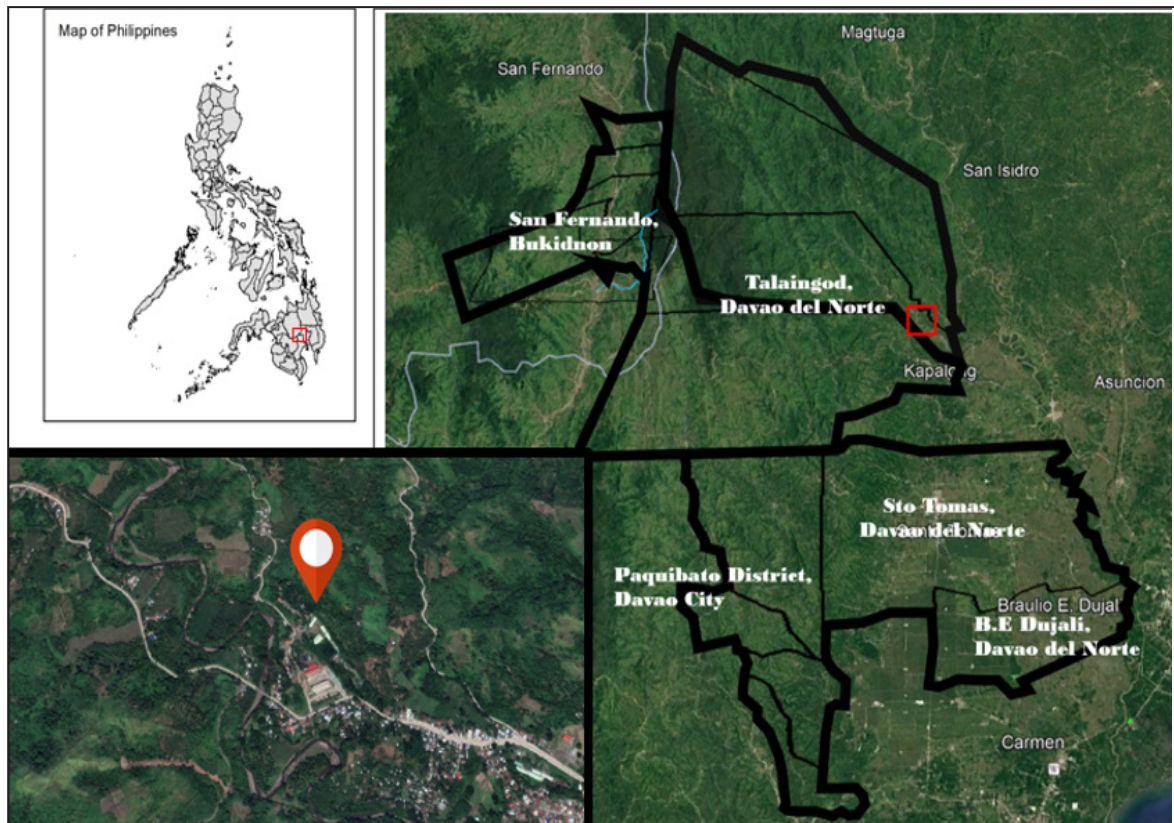 Map of Philippines
Magtuga
San Fernando
San Isidro
San Fernando,
Bukidnon
Talaingod,
Davao del Norte
Kapalong
Asuncion
Sto Tomas,
Davao del Norte
Paquibato District,
Davao City
Braulio E. Dujal
B.E Dujali,
Davao del Norte
Carmen